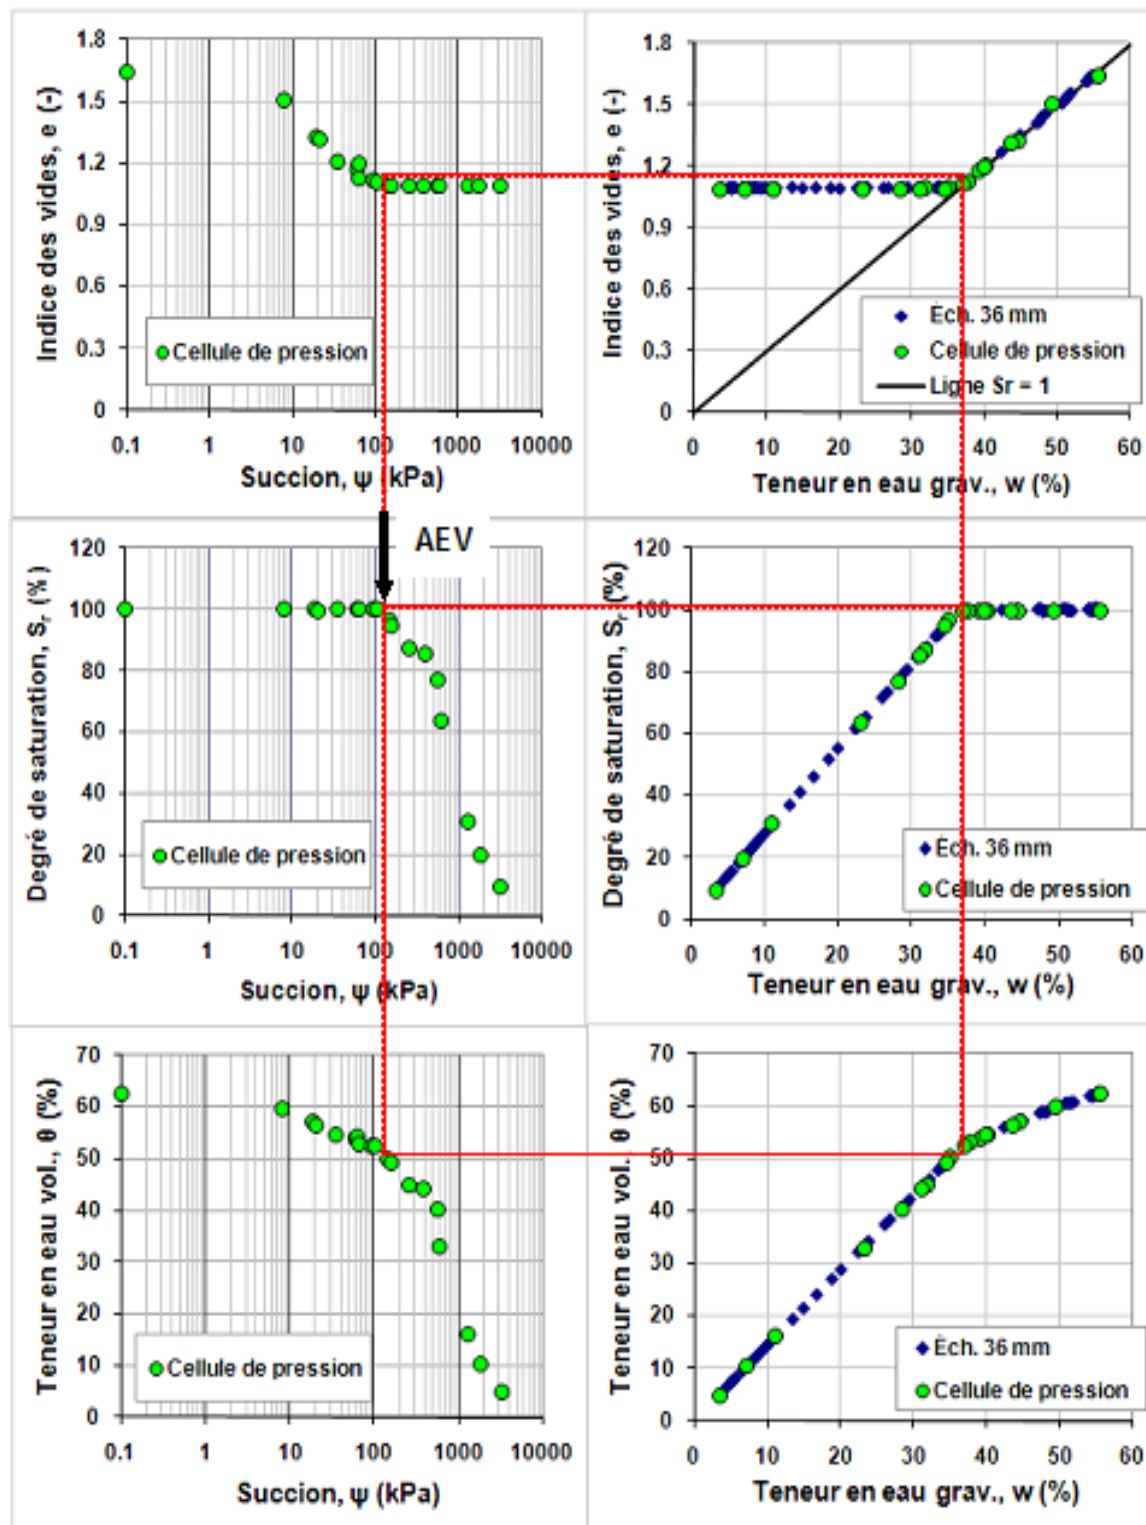 Indice des vides, e (-)
1.8
1.5
1.2
0.9
0.6
0.3
0
Cellule de pression
0.1 1 10 100 1000 10000
Succion, ψ (kPa)
Indice des vides, e (-)
1.8
1.5
1.2
0.9
0.6
0.3
0
Éch. 36 mm
Cellule de pression
Ligne Sr = 1
0 10 20 30 40 50 60
Teneur en eau grav., w (%)
Degré de saturation, Sr (%)
120
100
80
60
40
20
0
AEV
Cellule de pression
0.1 1 10 100 1000 10000
Succion, ψ (kPa)
Degré de saturation, Sr (%)
120
100
80
60
40
20
0
Éch. 36 mm
Cellule de pression
0 10 20 30 40 50 60
Teneur en eau grav., w (%)
Teneur en eau vol., θ (%)
70
60
50
40
30
20
10
0
Cellule de pression
0.1 1 10 100 1000 10000
Succion, ψ (kPa)
Teneur en eau vol., θ (%)
70
60
50
40
30
20
10
0
Éch. 36 mm
Cellule de pression
0 10 20 30 40 50 60
Teneur en eau grav., w (%)